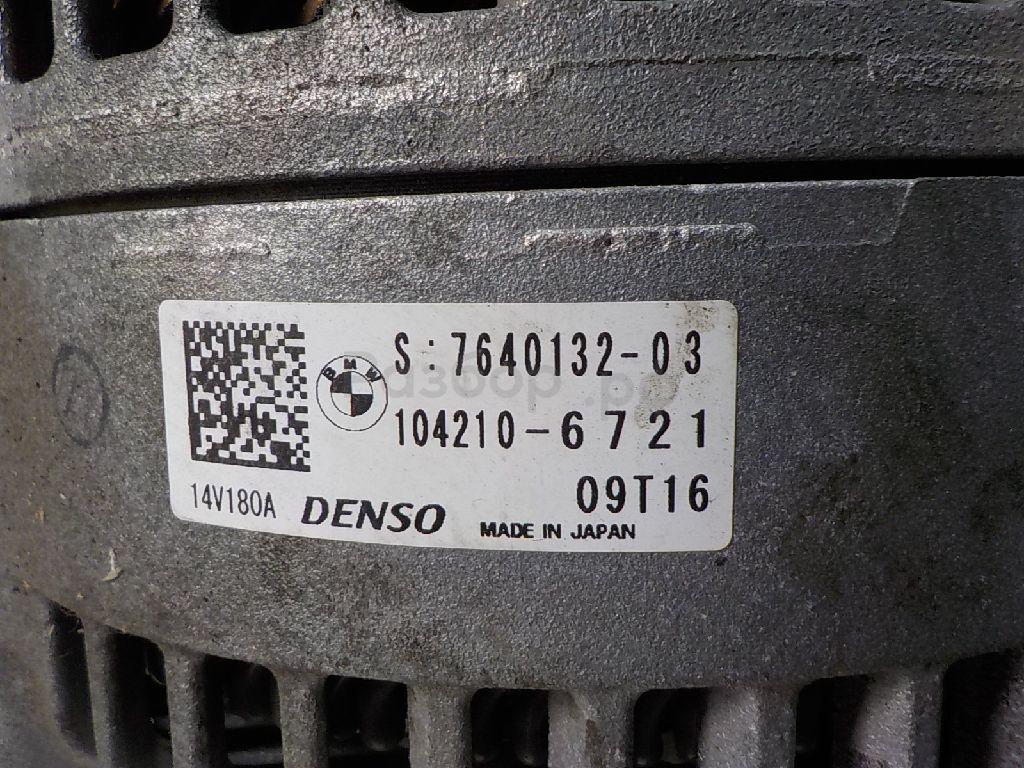 S:7640132-03
BMW
104210-6721
09T16
14V180A
DENSO
MADE IN JAPAN